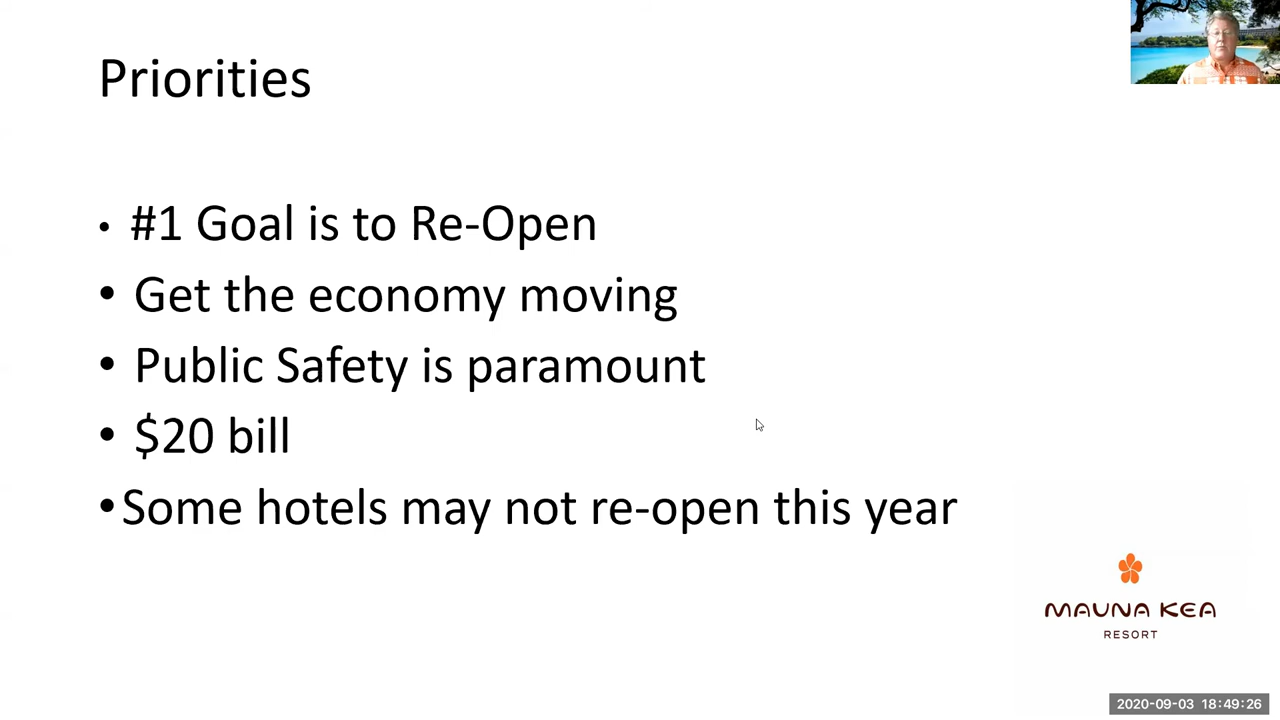 Priorities
• #1 Goal is to Re-Open
• Get the economy moving
• Public Safety is paramount
• $20 bill
•Some hotels may not re-open this year
MAUNA KEA
RESORT
2020-09-03 18:49:26